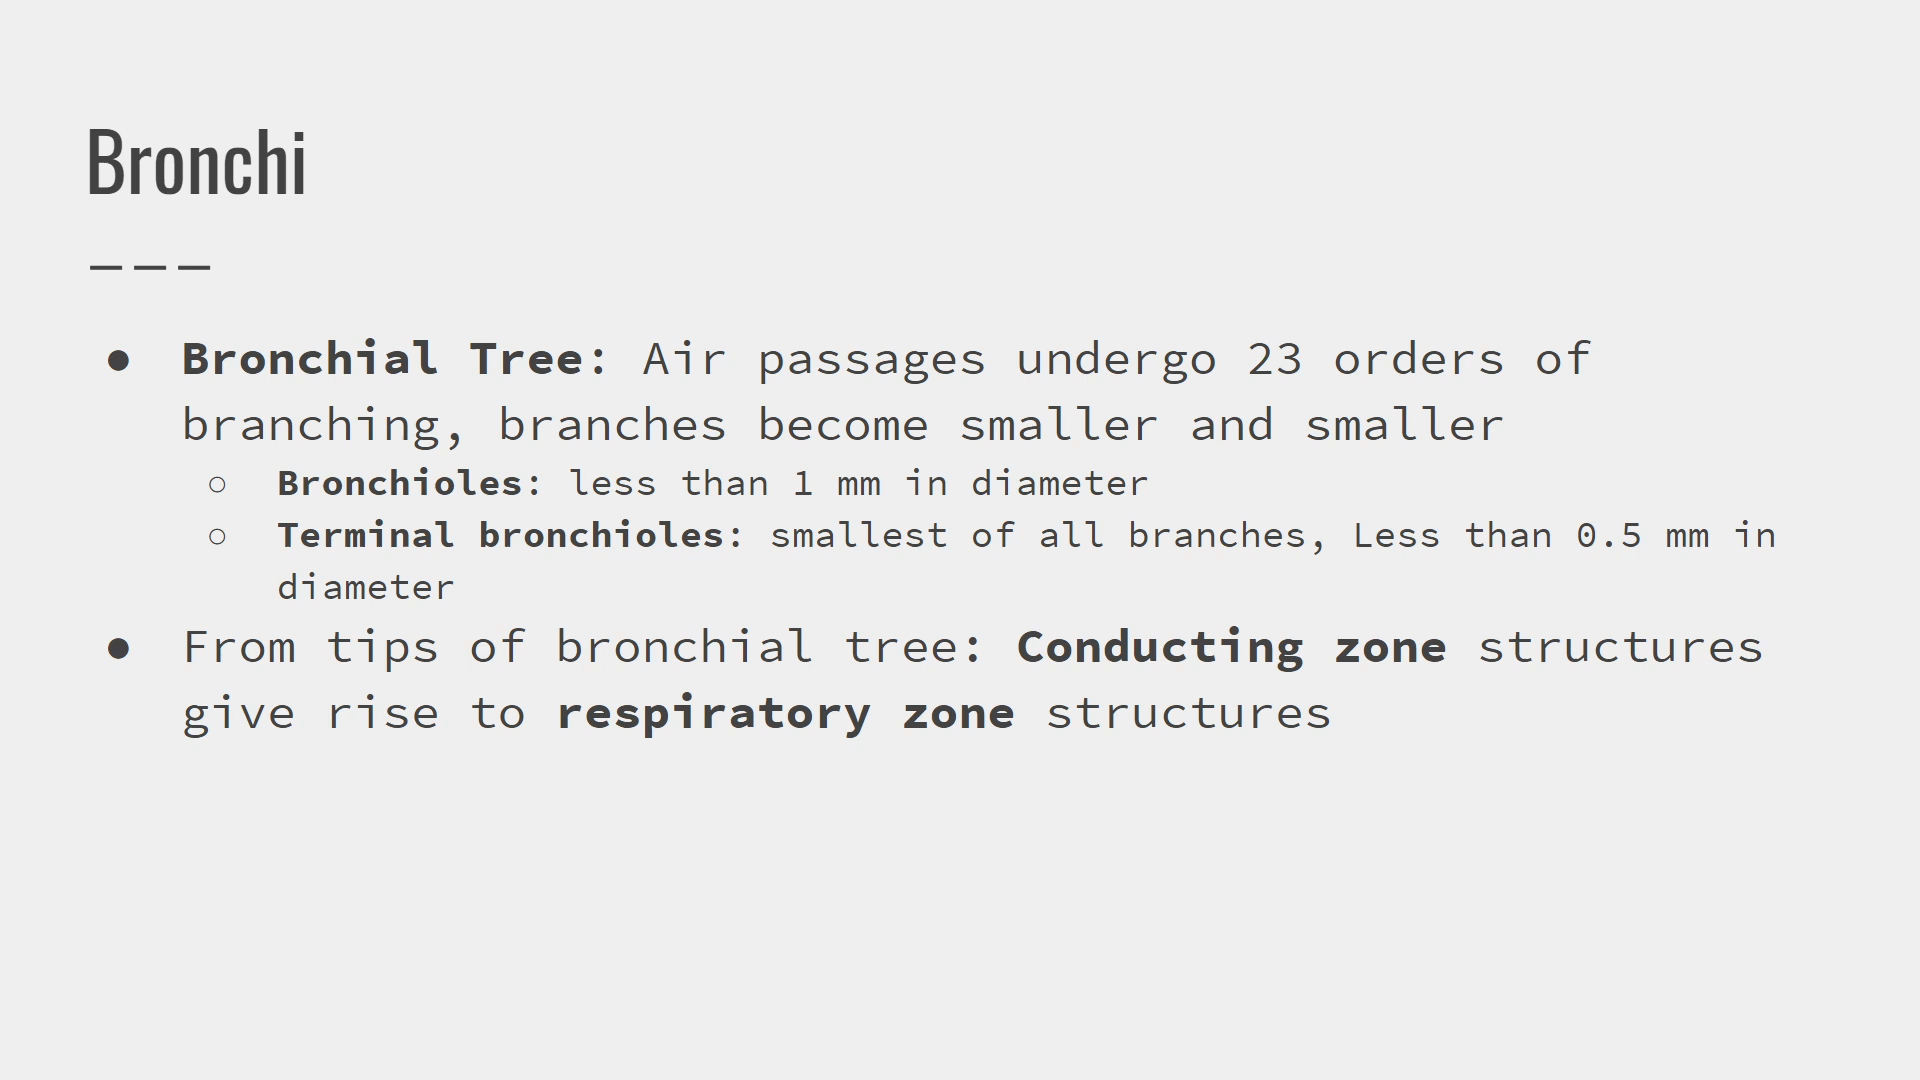 Bronchi
———
● Bronchial Tree: Air passages undergo 23 orders of
branching, branches become smaller and smaller
○ Bronchioles: less than 1 mm in diameter
○ Terminal bronchioles: smallest of all branches, Less than 0.5 mm in
diameter
● From tips of bronchial tree: Conducting zone structures
give rise to respiratory zone structures